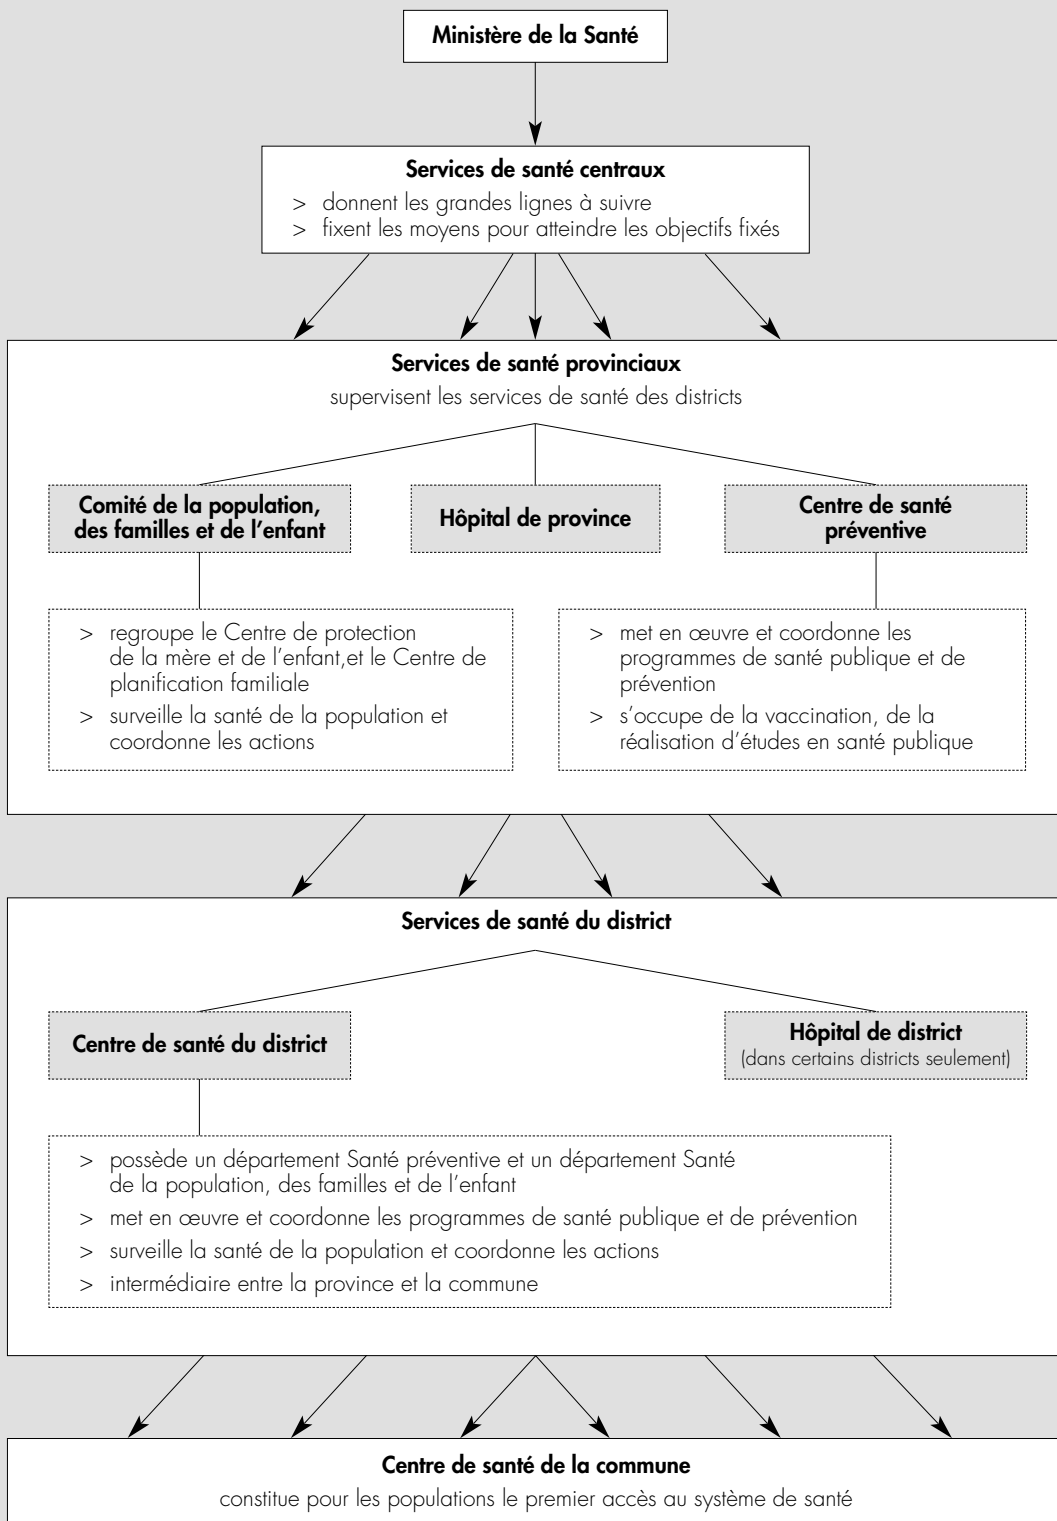 Ministère de la Santé
Services de santé centraux
> donnent les grandes lignes à suivre
> fixent les moyens pour atteindre les objectifs fixés
Services de santé provinciaux
supervisent les services de santé des districts
Comité de la population,
des familles et de l'enfant
Hôpital de province
Centre de santé
préventive
> regroupe le Centre de protection
de la mère et de l'enfant,et le Centre de
planification familiale
> surveille la santé de la population et
coordonne les actions
> met en œuvre et coordonne les
programmes de santé publique et de
prévention
> s'occupe de la vaccination, de la
réalisation d'études en santé publique
Services de santé du district
Centre de santé du district
Hôpital de district
(dans certains districts seulement)
> possède un département Santé préventive et un département Santé
de la population, des familles et de l'enfant
> met en œuvre et coordonne les programmes de santé publique et de prévention
> surveille la santé de la population et coordonne les actions
> intermédiaire entre la province et la commune
Centre de santé de la commune
constitue pour les populations le premier accès au système de santé